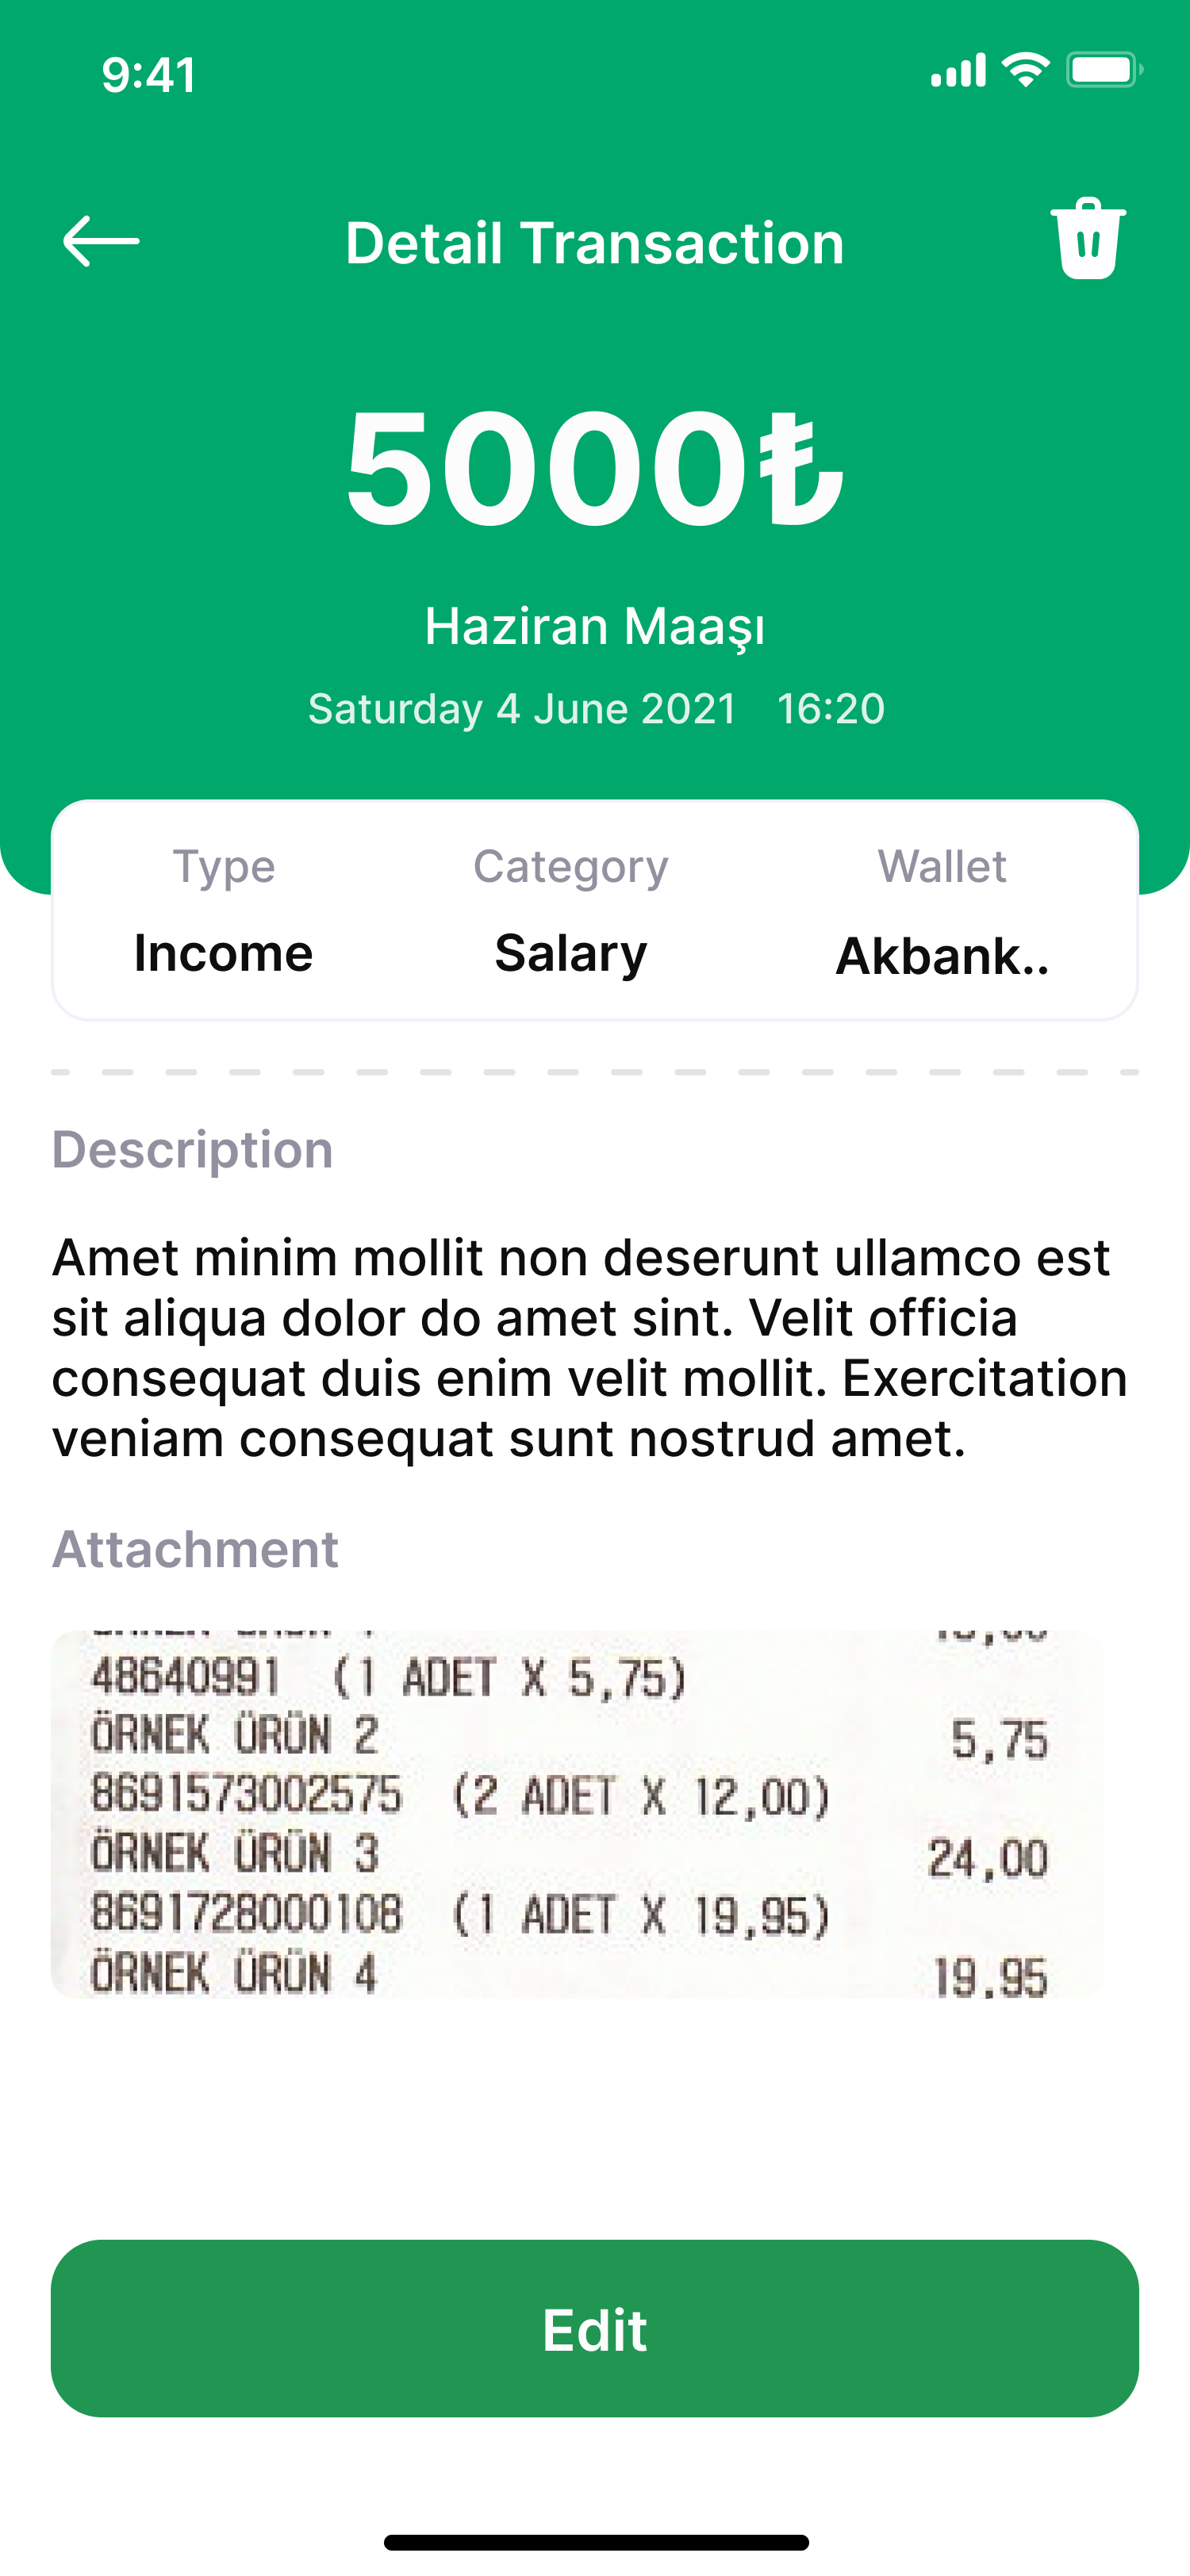 9:41
Detail Transaction
5000₺
Haziran Maaşı
Saturday 4 June 2021 16:20
Type Category Wallet
Income Salary Akbank..
Description
Amet minim mollit non deserunt ullamco est
sit aliqua dolor do amet sint. Velit officia
consequat duis enim velit mollit. Exercitation
veniam consequat sunt nostrud amet.
Attachment
48640991 (1 ADET X 5,75)
ÖRNEK ÜRÜN 2 5,75
8691573002575 (2 ADET X 12,00)
ÖRNEK ÜRÜN 3 24,00
8691728000108 (1 ADET X 19,95)
ÖRNEK ÜRÜN 4 19,95
Edit